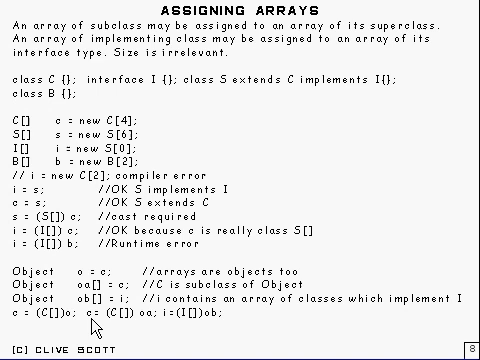 ASSIGNING ARRAYS
An array of subclass may be assigned to an array of its superclass.
An array of implementing class may be assigned to an array of its
interface type. Size is irrelevant.
class C {}; interface I {}; class S extends C implements I{};
class B {};
C[] c = new C[4];
S[] s = new S[6];
I[] i = new S[0];
B[] b = new B[2];
// i = new C[2]; compiler error
i = s; //OK S implements I
c = s; //OK S extends C
s = (S[]) c; //cast required
i = (I[]) c; //OK because c is really class S[]
i = (I[]) b; //Runtime error
Object o = c; //arrays are objects too
Object oa[] = c; //C is subclass of Object
Object ob[] = i; //i contains an array of classes which implement I
c = (C[])o; c= (C[]) oa; i=(I[])ob;
(C) CLIVE SCOTT
8